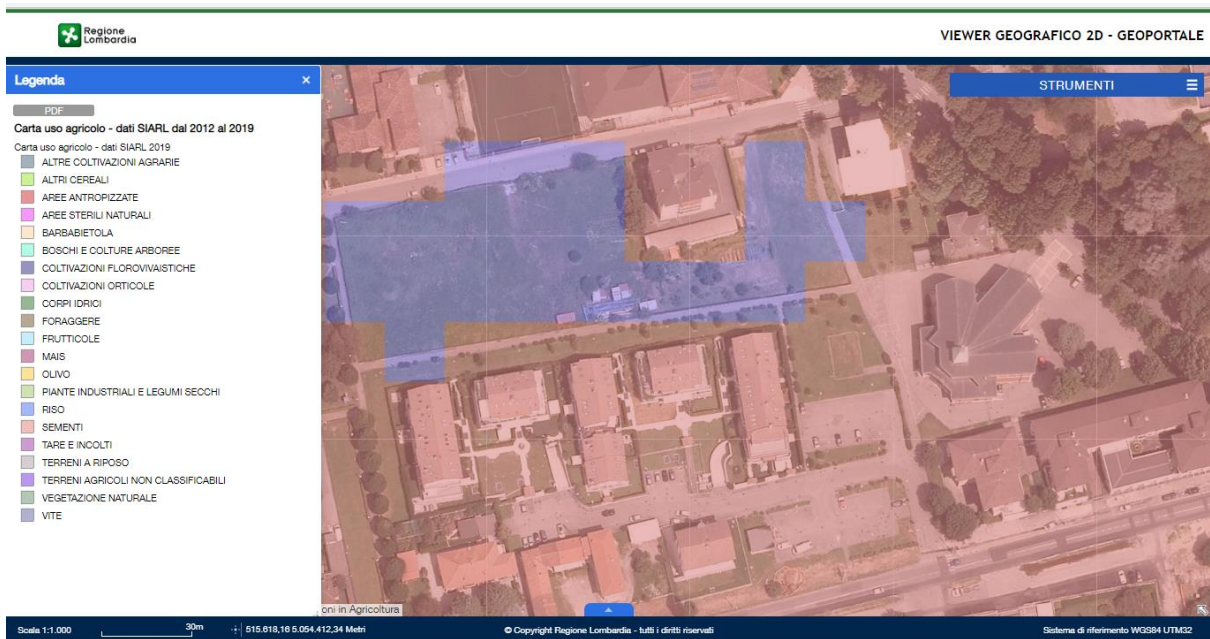 Regione
Lombardia
VIEWER GEOGRAFICO 2D - GEOPORTALE
Legenda
×
STRUMENTI
PDF
Carta uso agricolo - dati SIARL dal 2012 al 2019
Carta uso agricolo - dati SIARL 2019
ALTRE COLTIVAZIONI AGRARIE
ALTRI CEREALI
AREE ANTROPIZZATE
AREE STERILI NATURALI
BARBABIETOLA
BOSCHI E COLTURE ARBOREE
COLTIVAZIONI FLOROVIVAISTICHE
COLTIVAZIONI ORTICOLE
CORPI IDRICI
FORAGGERE
FRUTTICOLE
MAIS
OLIVO
PIANTE INDUSTRIALI E LEGUMI SECCHI
RISO
SEMENTI
TARE E INCOLTI
TERRENI A RIPOSO
TERRENI AGRICOLI NON CLASSIFICABILI
VEGETAZIONE NATURALE
VITE
oni in Agricoltura
Scala 1:1.000 30m 515.618,16 5.054.412,34 Metri © Copyright Regione Lombardia - tutti i diritti riservati Sistema di riferimento WGS84 UTM32